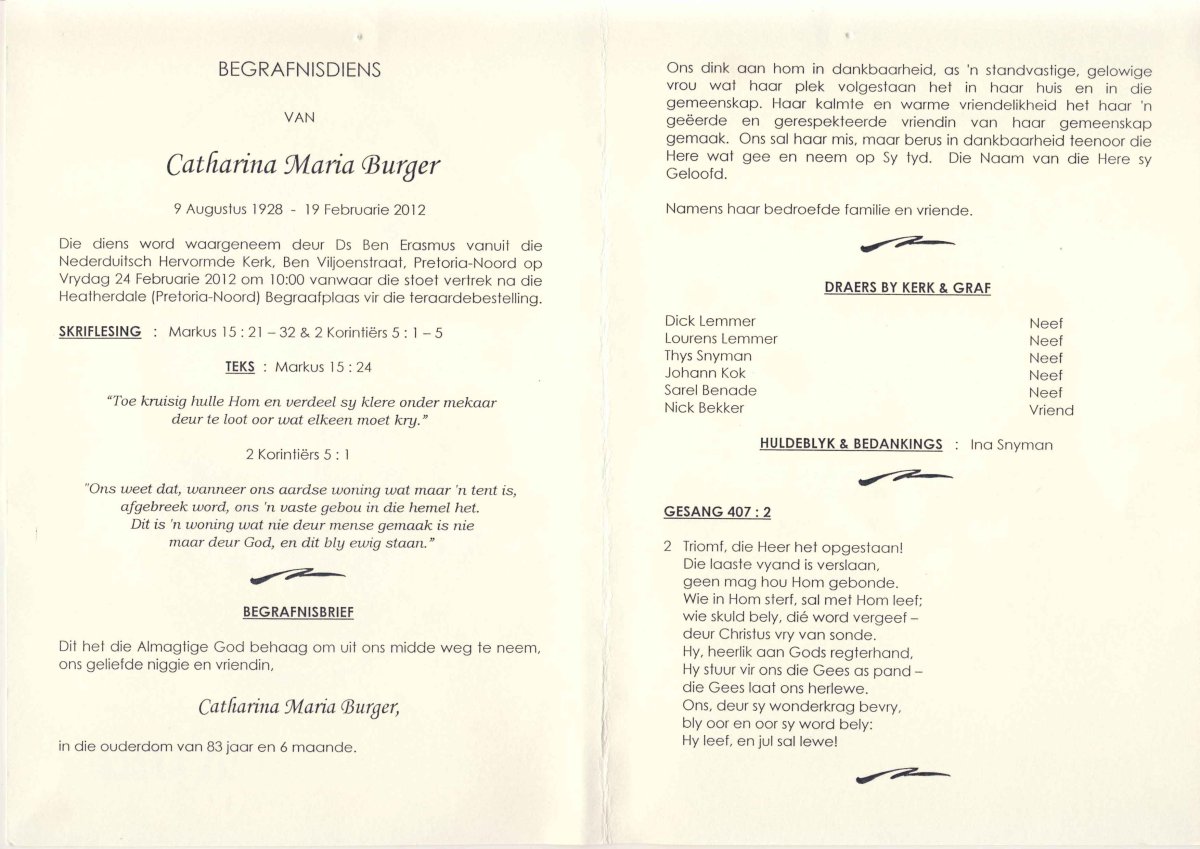 BEGRAFNISDIENS
VAN
Catharina Maria Burger
9 Augustus 1928 - 19 Februarie 2012
Die diens word waargeneem deur Ds Ben Erasmus vanuit die
Nederduitsch Hervormde Kerk, Ben Viljoenstraat, Pretoria-Noord op
Vrydag 24 Februarie 2012 om 10:00 vanwaar die stoet vertrek na die
Heatherdale (Pretoria-Noord) Begraafplaas vir die teraardebestelling.
SKRIFLESING : Markus 15 : 21 – 32 & 2 Korintiërs 5 : 1 – 5
TEKS : Markus 15 : 24
“Toe kruisig hulle Hom en verdeel sy klere onder mekaar
deur te loot oor wat elkeen moet kry.”
2 Korintiërs 5 : 1
"Ons weet dat, wanneer ons aardse woning wat maar 'n tent is,
afgebreek word, ons 'n vaste gebou in die hemel het.
Dit is 'n woning wat nie deur mense gemaak is nie
maar deur God, en dit bly ewig staan.”
BEGRAFNISBRIEF
Dit het die Almagtige God behaag om uit ons midde weg te neem,
ons geliefde niggie en vriendin,
Catharina Maria Burger,
in die ouderdom van 83 jaar en 6 maande.
Ons dink aan hom in dankbaarheid, as 'n standvastige, gelowige
vrou wat haar plek volgestaan het in haar huis en in die
gemeenskap. Haar kalmte en warme vriendelikheid het haar 'n
geëerde en gerespekteerde vriendin van haar gemeenskap
gemaak. Ons sal haar mis, maar berus in dankbaarheid teenoor die
Here wat gee en neem op Sy tyd. Die Naam van die Here sy
Geloofd.
Namens haar bedroefde familie en vriende.
DRAERS BY KERK & GRAF
Dick Lemmer Neef
Lourens Lemmer Neef
Thys Snyman Neef
Johann Kok Neef
Sarel Benade Neef
Nick Bekker Vriend
HULDEBLYK & BEDANKINGS : Ina Snyman
GESANG 407 : 2
2 Triomf, die Heer het opgestaan!
Die laaste vyand is verslaan,
geen mag hou Hom gebonde.
Wie in Hom sterf, sal met Hom leef;
wie skuld bely, dié word vergeef –
deur Christus vry van sonde.
Hy, heerlik aan Gods regterhand,
Hy stuur vir ons die Gees as pand –
die Gees laat ons herlewe.
Ons, deur sy wonderkrag bevry,
bly oor en oor sy word bely:
Hy leef, en jul sal lewe!